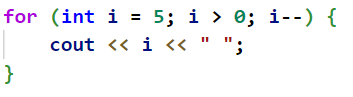 for (int i = 5; i > 0; i--) {
    cout << i << " ";
}